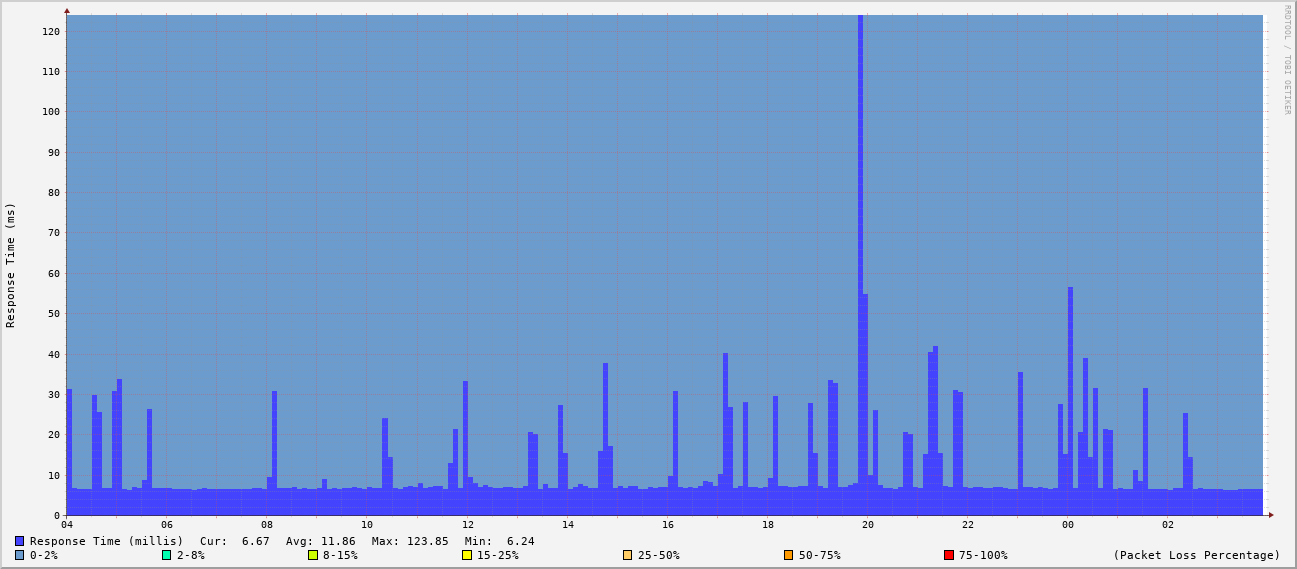 RRDTOOL / TOBI OETIKER
Response Time (ms)
120
110
100
90
80
70
60
50
40
30
20
10
0
04 06 08 10 12 14 16 18 20 22 00 02
Response Time (millis) Cur: 6.67 Avg: 11.86 Max: 123.85 Min: 6.24
0-2% 2-8% 8-15% 15-25% 25-50% 50-75% 75-100% (Packet Loss Percentage)